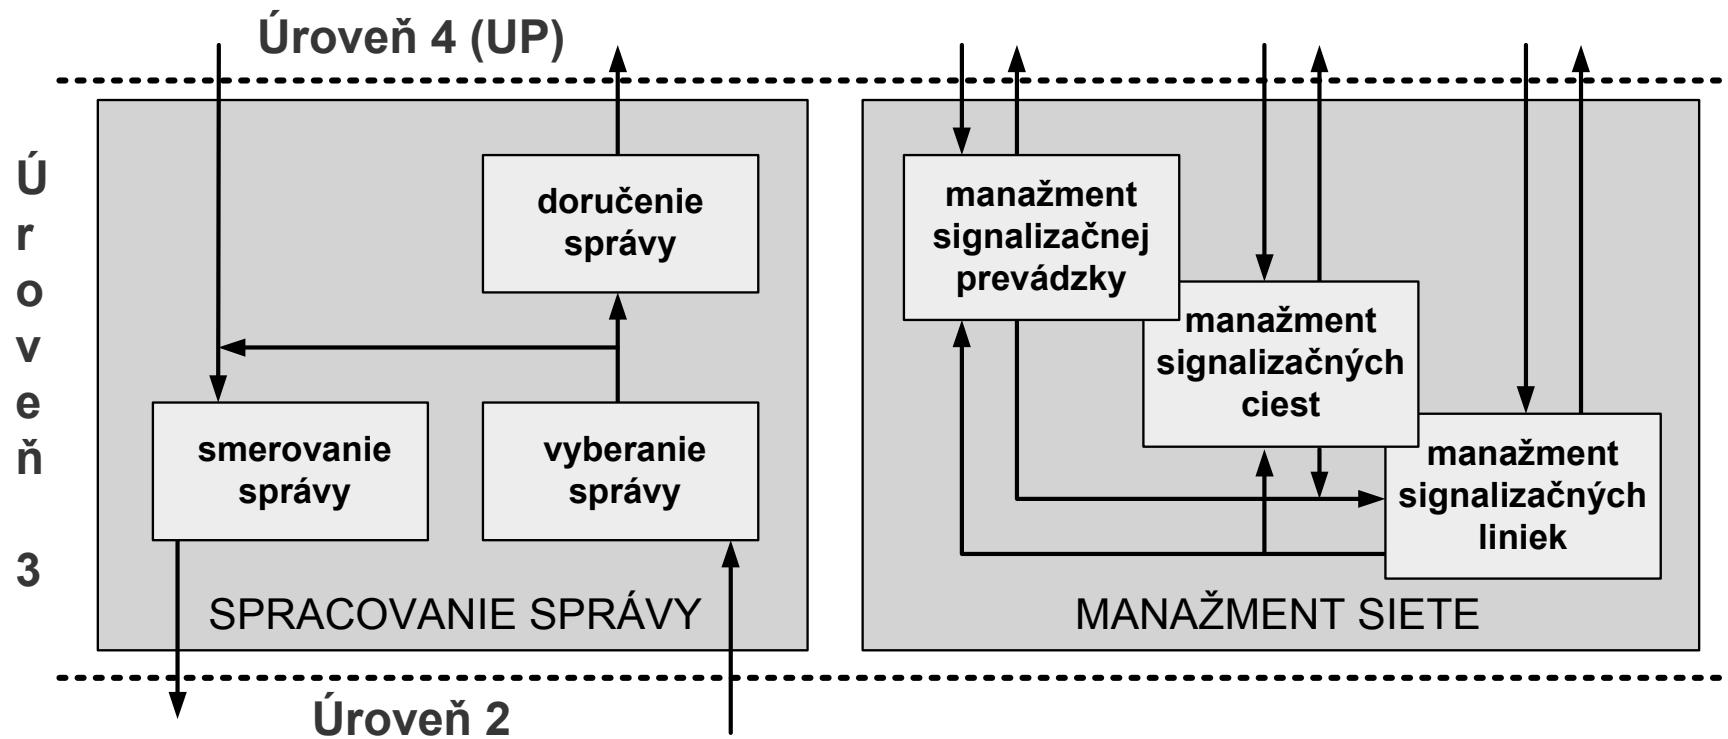 Úroveň 4 (UP)
Úroveň 3
doručenie
správy
smerovanie
správy
vyberanie
správy
SPRACOVANIE SPRÁVY
manažment
signalizačnej
prevádzky
manažment
signalizačných
ciest
manažment
signalizačných
liniek
MANAŽMENT SIETE
Úroveň 2